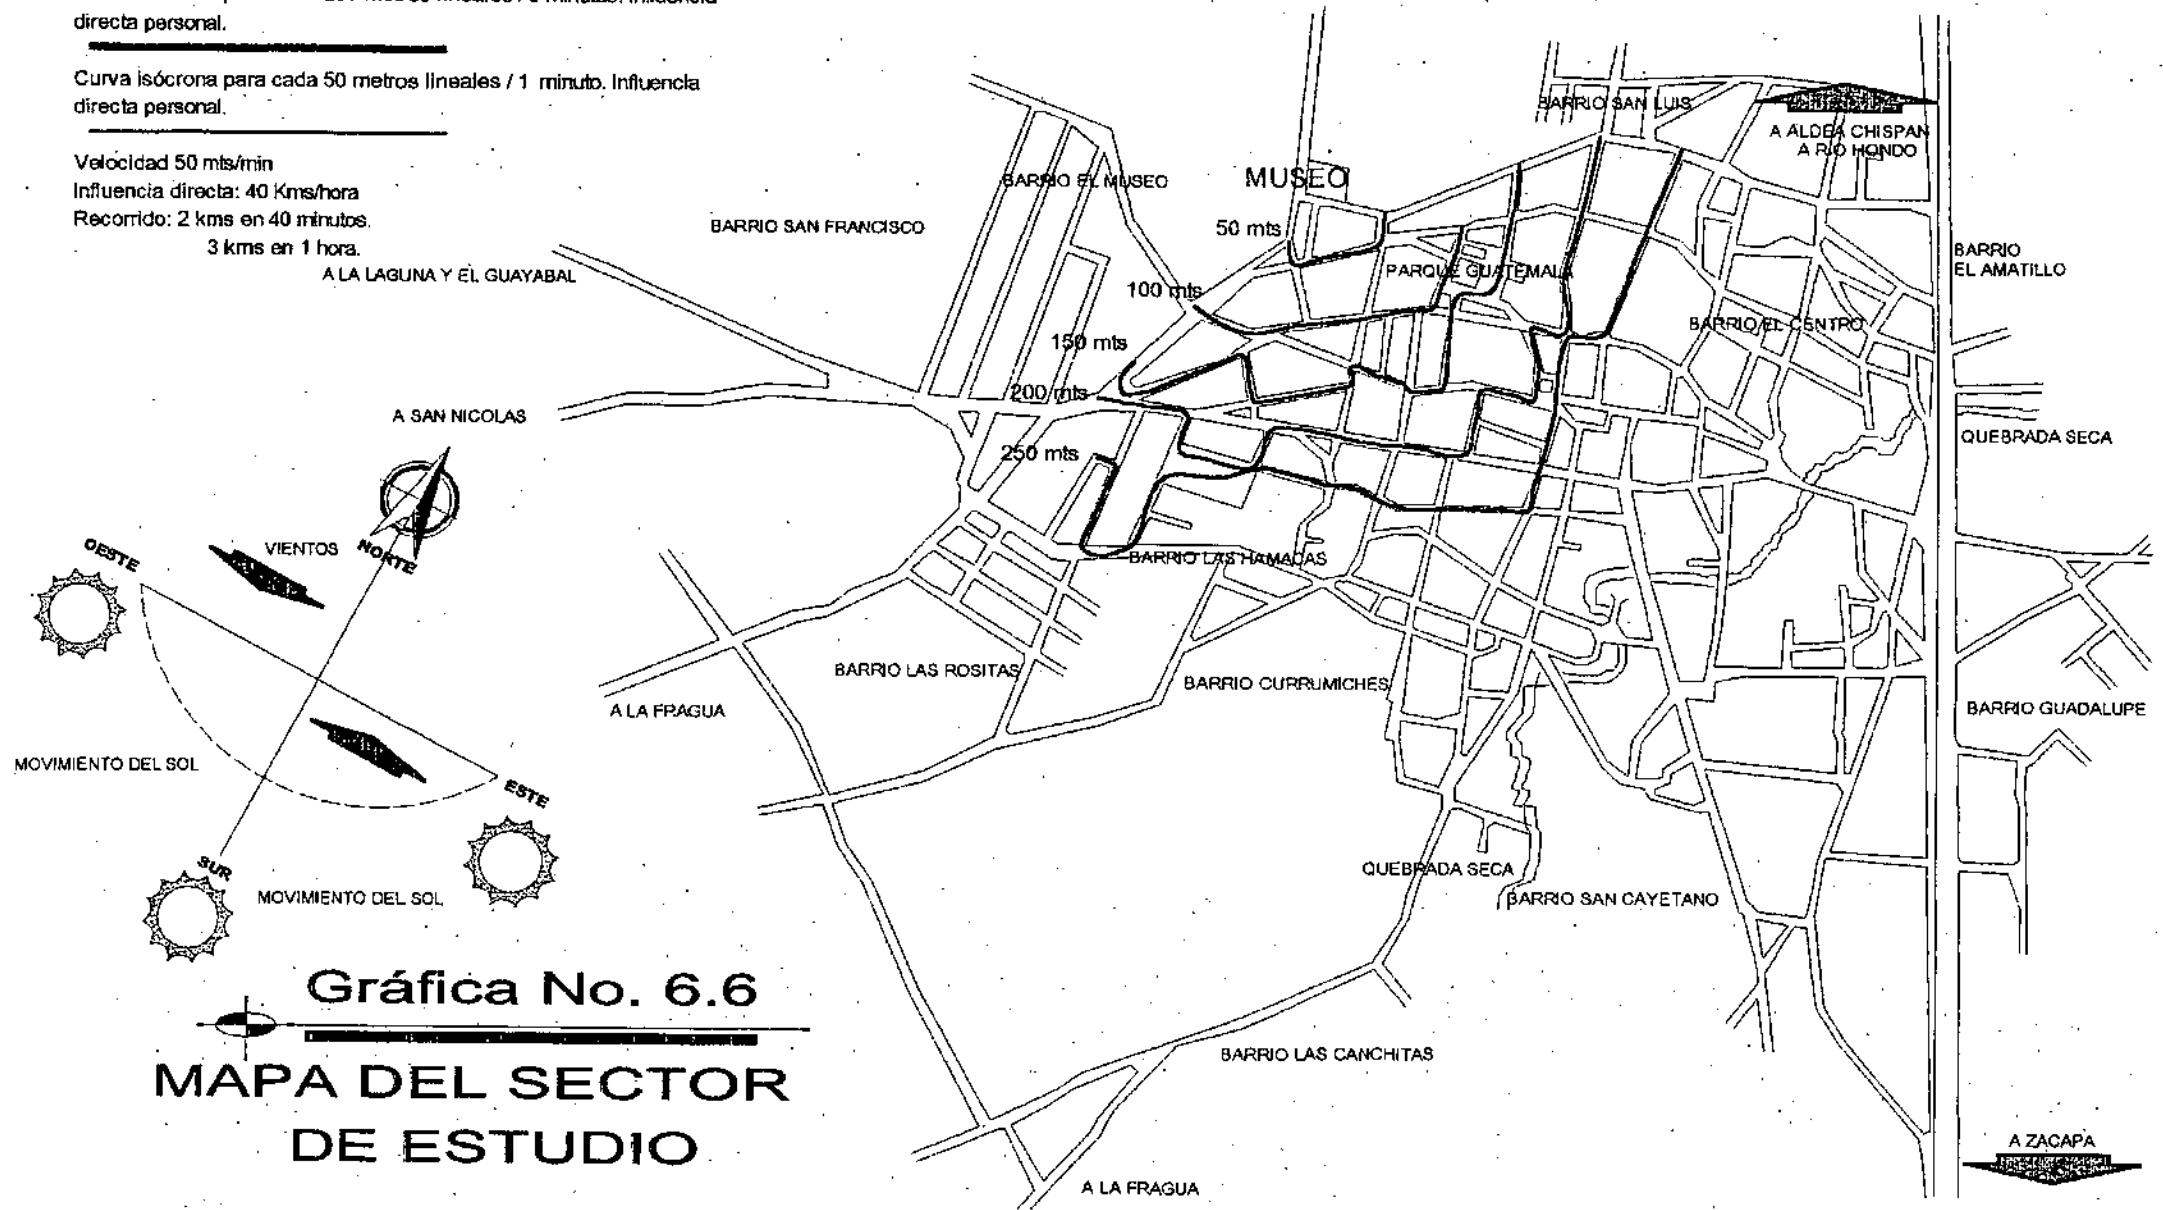 directa personal.
Curva isócrona para cada 50 metros lineales / 1 minuto. Influencia
directa personal.
Velocidad 50 mts/min
Influencia directa: 40 Kms/hora
Recorrido: 2 kms en 40 minutos.
3 kms en 1 hora.
A LA LAGUNA Y EL GUAYABAL
BARRIO SAN FRANCISCO
BARRIO EL MUSEO
MUSEO
BARRIO SAN LUIS
A ALDEA CHISPAN
A RIO HONDO
50 mts
100 mts
150 mts
200 mts
250 mts
PARQUE GUATEMALA
BARRIO EL CENTRO
BARRIO
EL AMATILLO
QUEBRADA SECA
A SAN NICOLAS
OESTE
VIENTOS
NORTE
MOVIMIENTO DEL SOL
ESTE
SUR
MOVIMIENTO DEL SOL
BARRIO LAS HAMACAS
BARRIO LAS ROSITAS
A LA FRAGUA
BARRIO CURRUMICHES
BARRIO GUADALUPE
QUEBRADA SECA
BARRIO SAN CAYETANO
BARRIO LAS CANCHITAS
A LA FRAGUA
A ZACAPA
Gráfica No. 6.6
MAPA DEL SECTOR
DE ESTUDIO